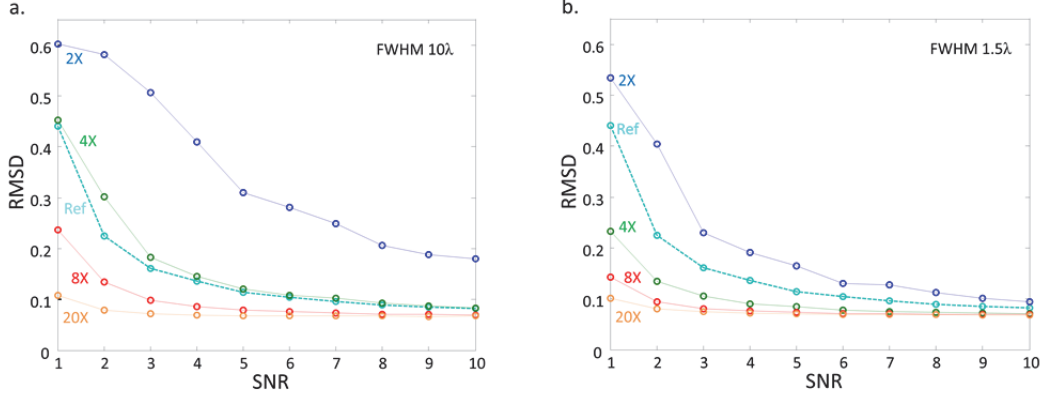 a.
FWHM 10λ
2X
4X
Ref
8X
20X
RMSD
0.6
0.5
0.4
0.3
0.2
0.1
0
1 2 3 4 5 6 7 8 9 10
SNR
b.
FWHM 1.5λ
2X
Ref
4X
8X
20X
RMSD
0.6
0.5
0.4
0.3
0.2
0.1
0
1 2 3 4 5 6 7 8 9 10
SNR